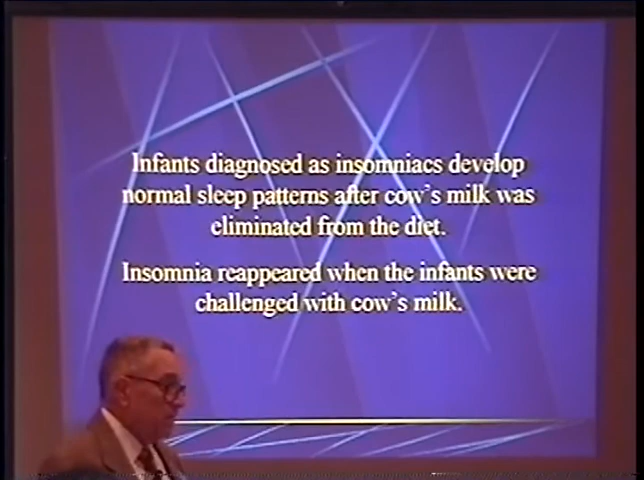 Infants diagnosed as insomniacs develop
normal sleep patterns after cow's milk was
eliminated from the diet.
Insomnia reappeared when the infants were
challenged with cow's milk.